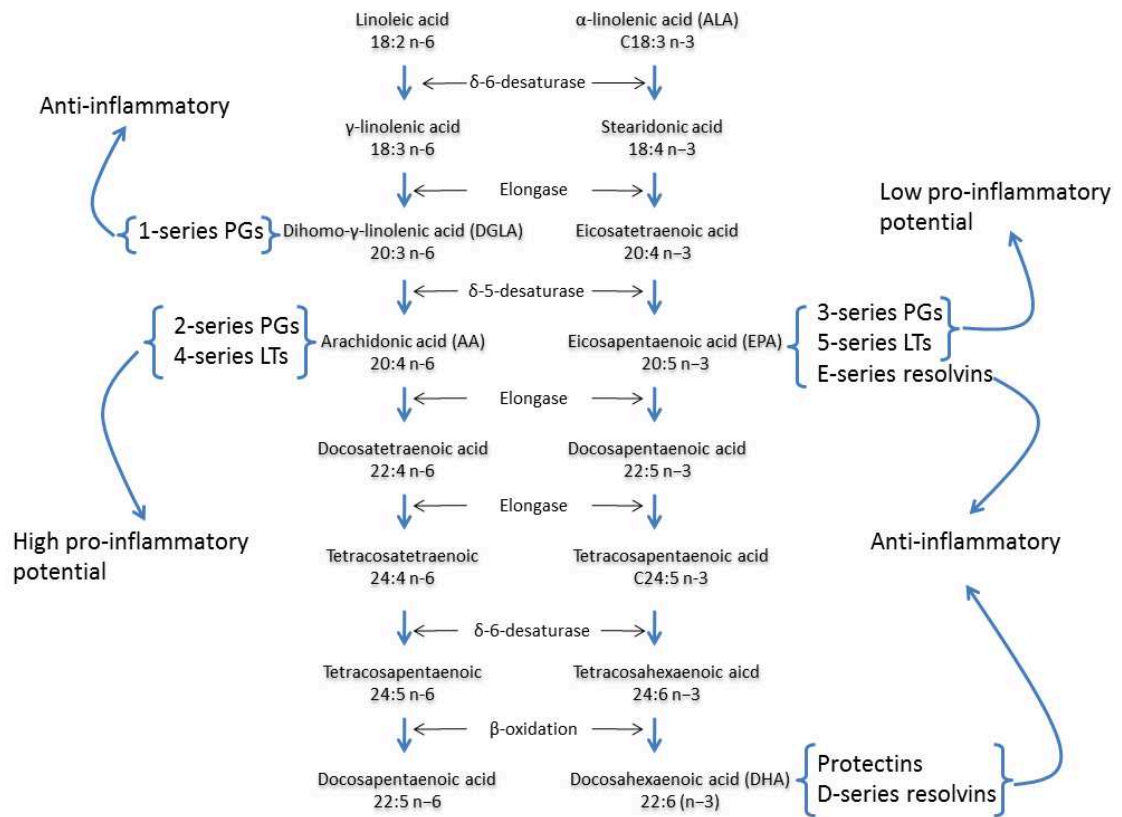 Linoleic acid
18:2 n-6
α-linolenic acid (ALA)
C18:3 n-3
δ-6-desaturase
Anti-inflammatory
γ-linolenic acid
18:3 n-6
Stearidonic acid
18:4 n−3
Elongase
Low pro-inflammatory
potential
1-series PGs
Dihomo-γ-linolenic acid (DGLA)
20:3 n-6
Eicosatetraenoic acid
20:4 n−3
δ-5-desaturase
2-series PGs
4-series LTs
Arachidonic acid (AA)
20:4 n-6
Eicosapentaenoic acid (EPA)
20:5 n−3
3-series PGs
5-series LTs
E-series resolvins
Elongase
Docosatetraenoic acid
22:4 n-6
Docosapentaenoic acid
22:5 n−3
Elongase
High pro-inflammatory
potential
Tetracosatetraenoic
24:4 n-6
Tetracosapentaenoic acid
C24:5 n-3
Anti-inflammatory
δ-6-desaturase
Tetracosapentaenoic
24:5 n-6
Tetracosahexaenoic aicd
24:6 n−3
β-oxidation
Docosapentaenoic acid
22:5 n−6
Docosahexaenoic acid (DHA)
22:6 (n−3)
Protectins
D-series resolvins